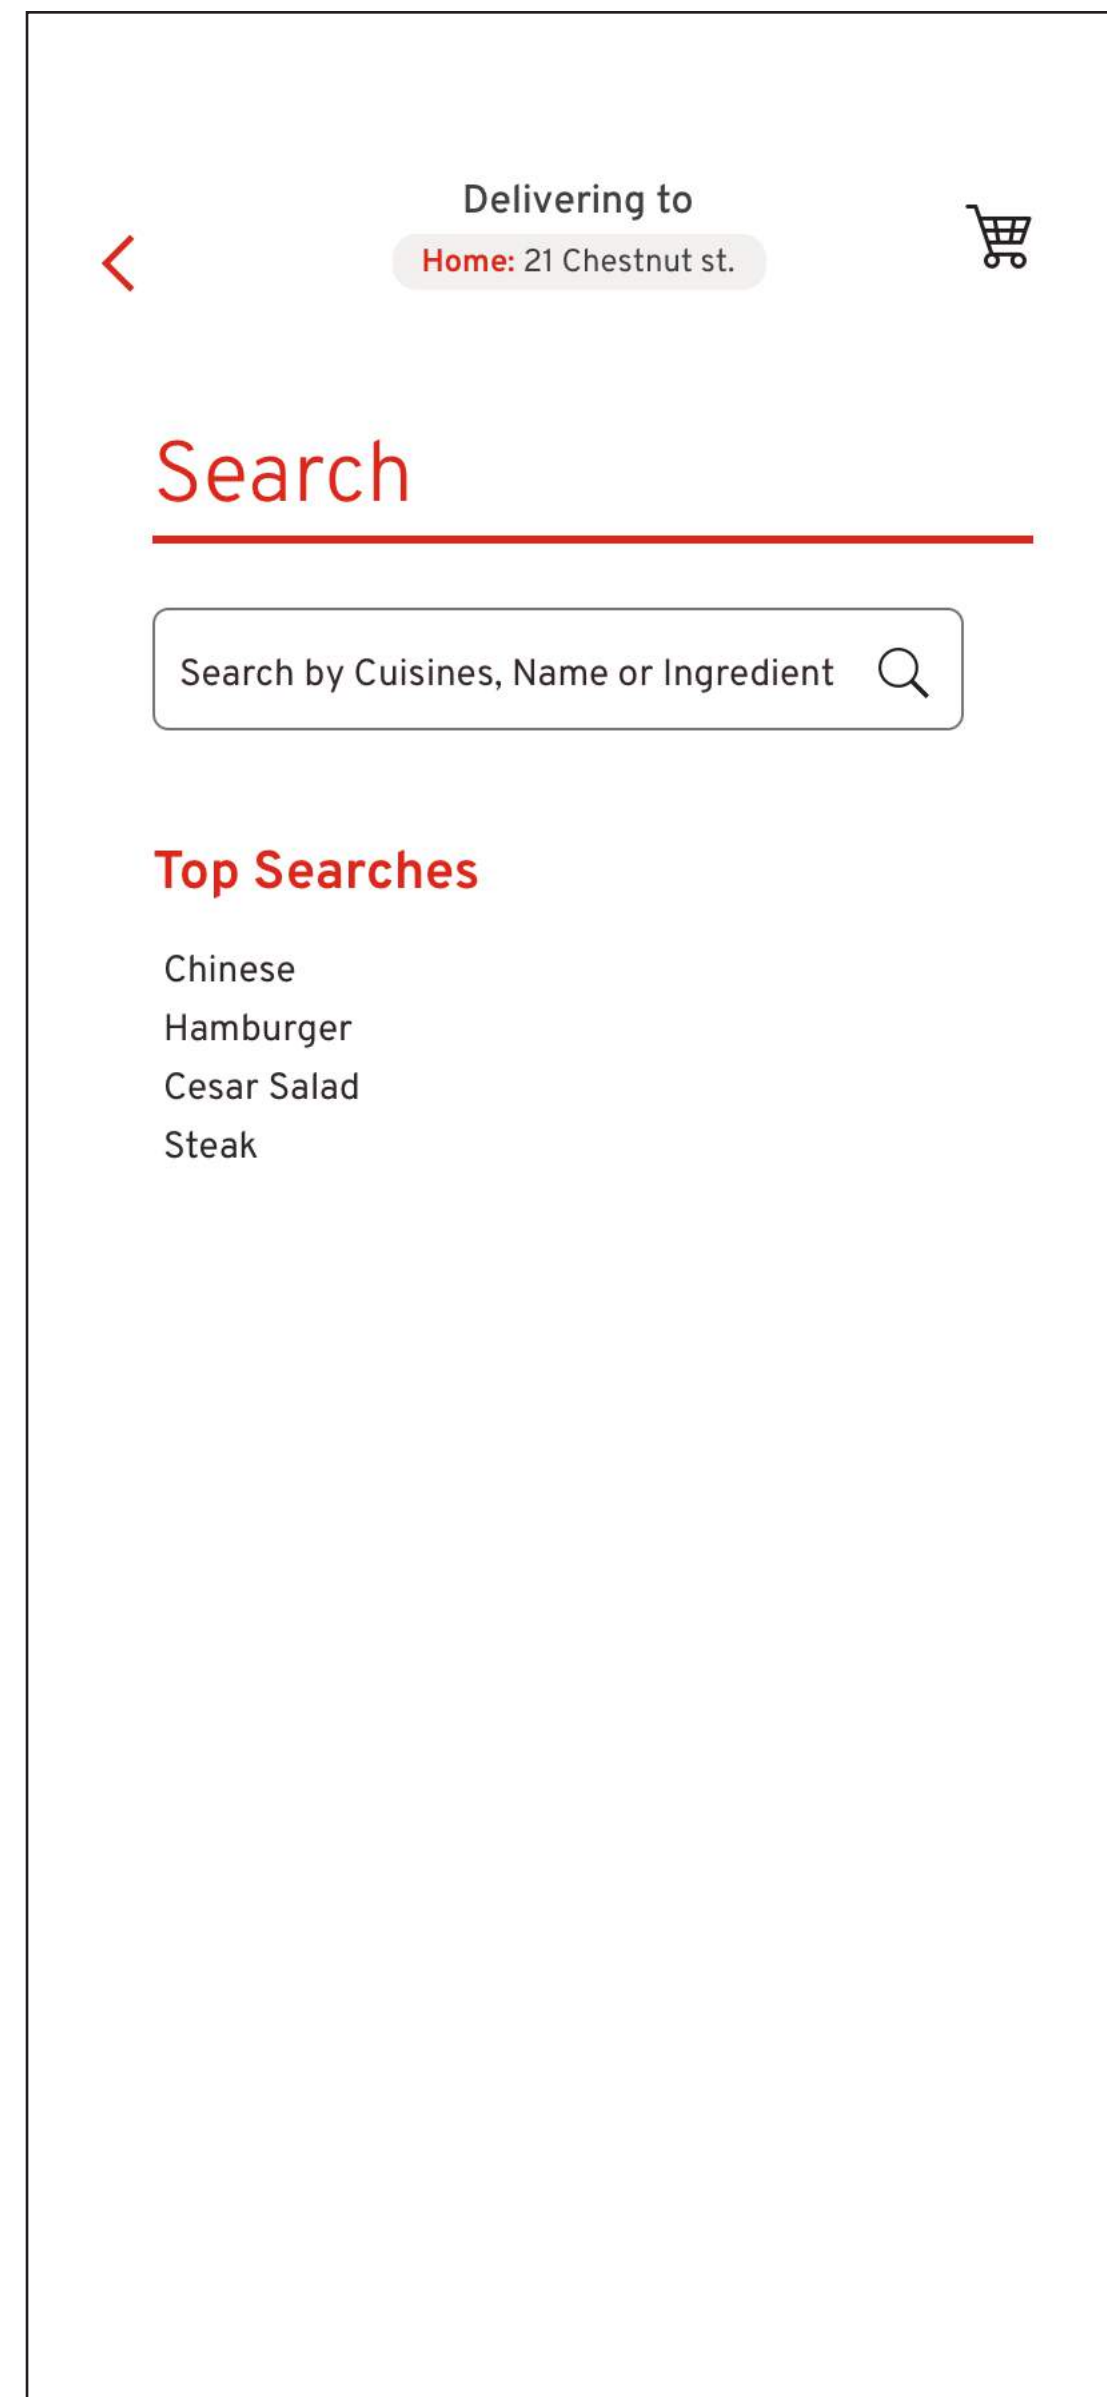 Delivering to
Home: 21 Chestnut st.
Search
Search by Cuisines, Name or Ingredient
Top Searches
Chinese
Hamburger
Cesar Salad
Steak